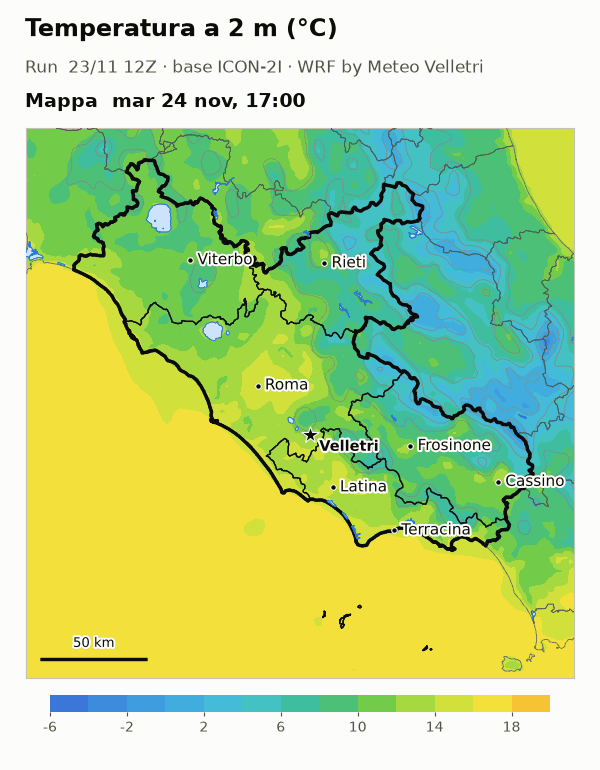 Temperatura a 2 m (°C)
Run  23/11 12Z · base ICON-2I · WRF by Meteo Velletri
Mappa  mar 24 nov, 17:00
Viterbo
Rieti
Roma
Velletri
Frosinone
Cassino
Latina
Terracina
50 km
-6 -2 2 6 10 14 18